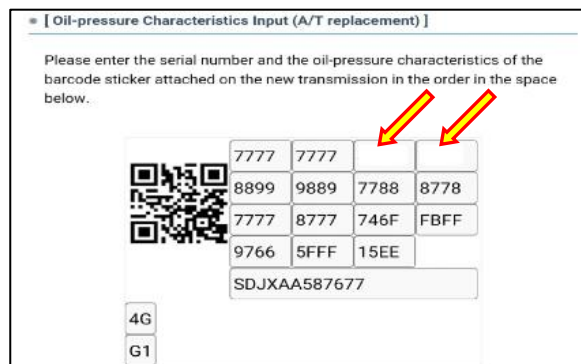 [ Oil-pressure Characteristics Input (A/T replacement) ]
Please enter the serial number and the oil-pressure characteristics of the
barcode sticker attached on the new transmission in the order in the space
below.
7777 7777
8899 9889 7788 8778
7777 8777 746F FBFF
9766 5FFF 15EE
SDJXAA587677
4G
G1